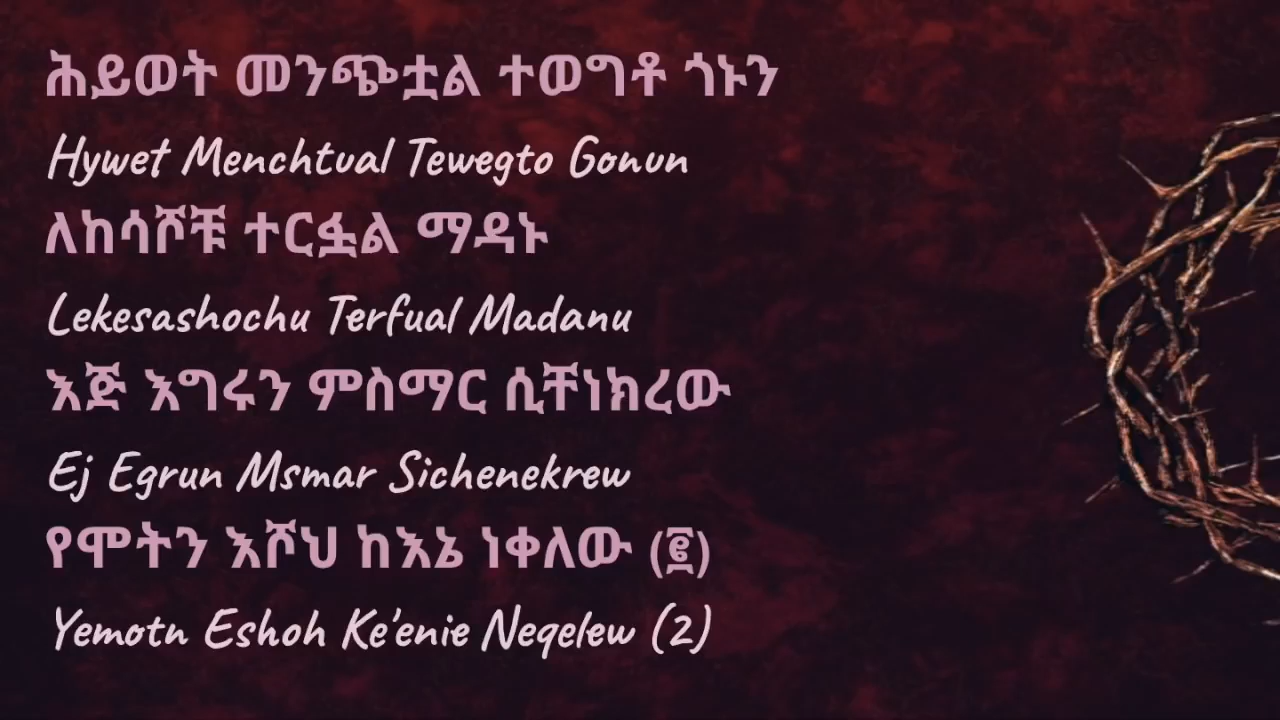 ሕይወት መንጭቷል ተወግቶ ጎኑን
Hywet Menchtual Tewegto Gonun
ለከሳሾቹ ተርፏል ማዳኑ
Lekesashochu Terfual Madanu
እጅ እግሩን ምስማር ሲቸነክረው
Ej Egrun Msmar Sichenekrew
የሞትን እሾህ ከእኔ ነቀለው (፪)
Yemotn Eshoh Ke'enie Neqelew (2)